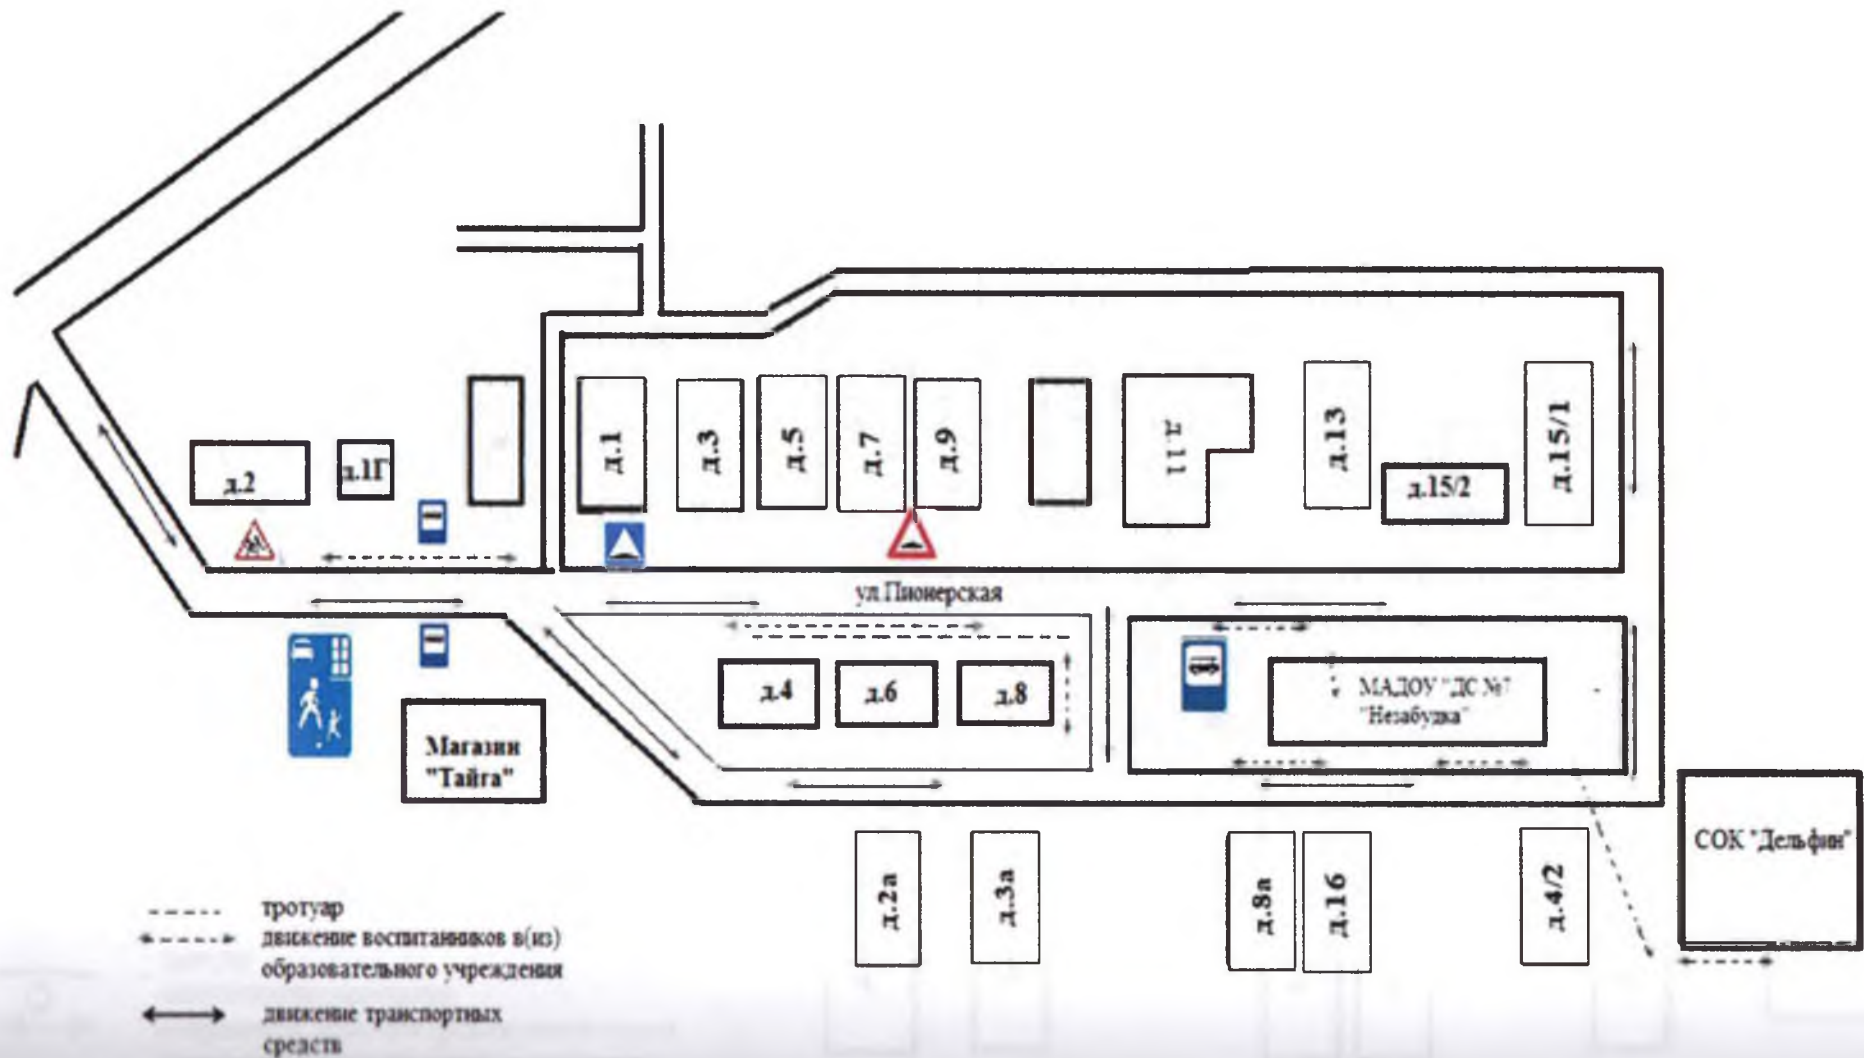 д.2
д.1Г
д.1
д.3
д.5
д.7
д.9
д.11
д.13
д.15/2
д.15/1
ул.Пионерская
д.4
д.6
д.8
МАДОУ "ДС №7
"Незабудка"
Магазин
"Тайга"
СОК "Дельфин"
д.2а
д.3а
д.8а
д.16
д.4/2
тротуар
движение воспитанников в(из)
образовательного учреждения
движение транспортных
средств